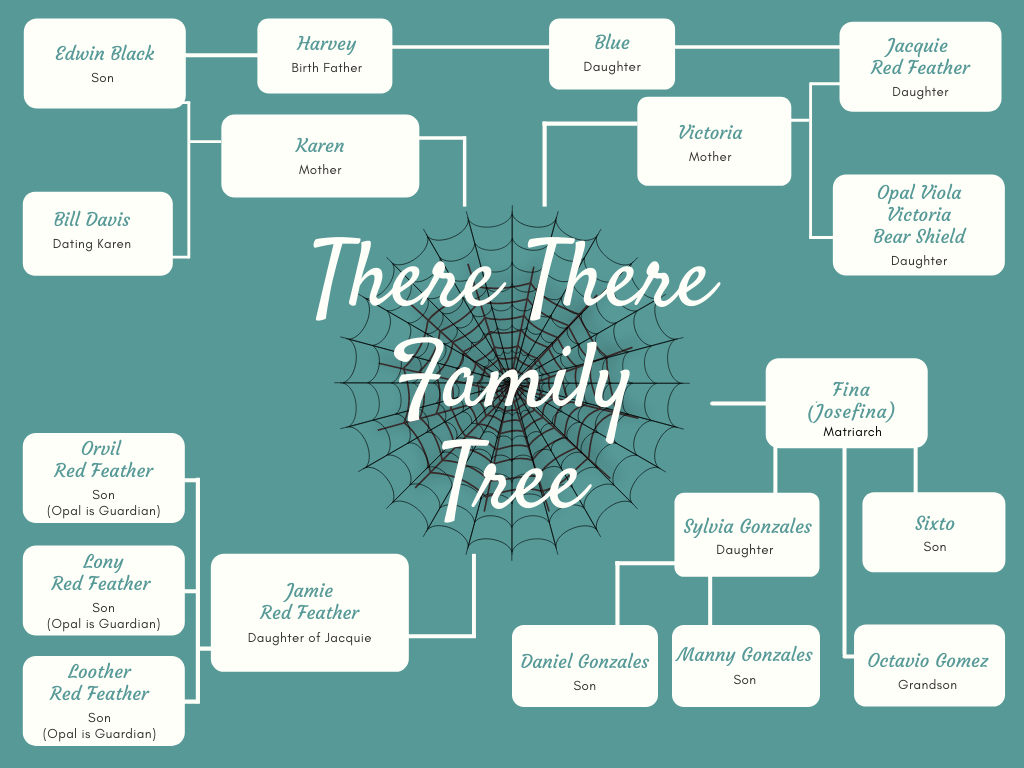 Edwin Black
Son
Harvey
Birth Father
Blue
Daughter
Jacquie
Red Feather
Daughter
Karen
Mother
Victoria
Mother
Bill Davis
Dating Karen
Opal Viola
Victoria
Bear Shield
Daughter
There There
Family
Tree
Fina
(Josefina)
Matriarch
Orvil
Red Feather
Son
(Opal is Guardian)
Lony
Red Feather
Son
(Opal is Guardian)
Loother
Red Feather
Son
(Opal is Guardian)
Jamie
Red Feather
Daughter of Jacquie
Sylvia Gonzales
Daughter
Sixto
Son
Daniel Gonzales
Son
Manny Gonzales
Son
Octavio Gomez
Grandson